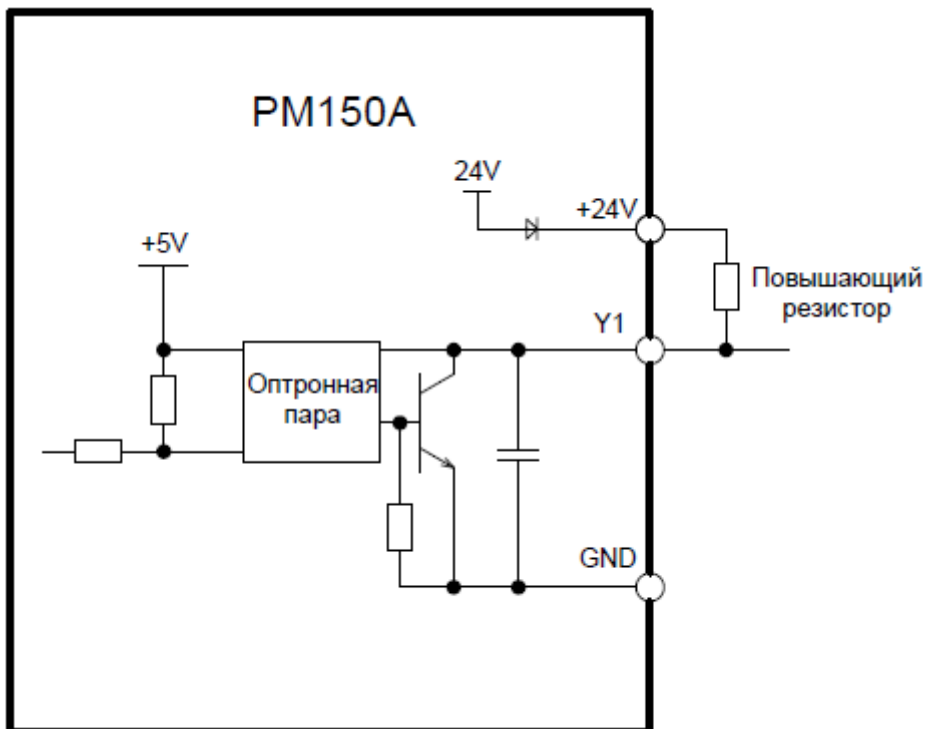 PM150A
24V
+24V
+5V
Повышающий
резистор
Y1
Оптронная
пара
GND